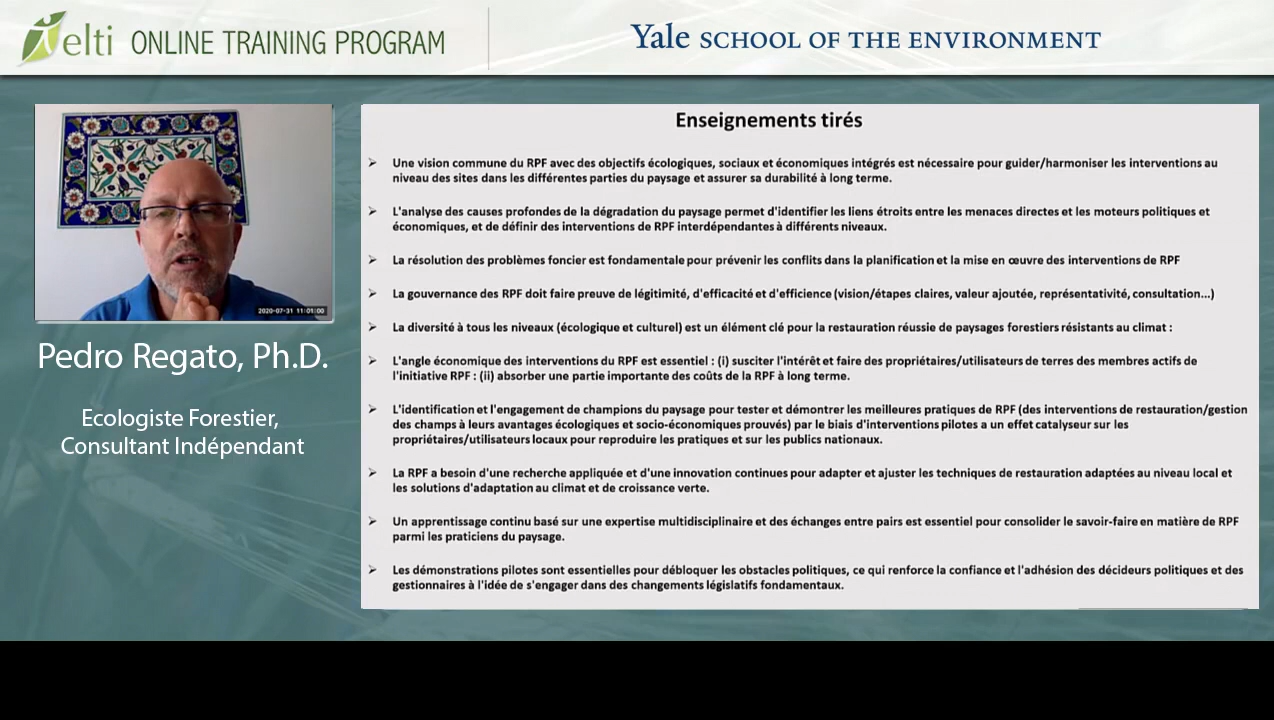 elti ONLINE TRAINING PROGRAM
Yale SCHOOL OF THE ENVIRONMENT
2020-07-31 11:01:00
Pedro Regato, Ph.D.
Ecologiste Forestier,
Consultant Indépendant
Enseignements tirés
➢ Une vision commune du RPF avec des objectifs écologiques, sociaux et économiques intégrés est nécessaire pour guider/harmoniser les interventions au
niveau des sites dans les différentes parties du paysage et assurer sa durabilité à long terme.
➢ L'analyse des causes profondes de la dégradation du paysage permet d'identifier les liens étroits entre les menaces directes et les moteurs politiques et
économiques, et de définir des interventions de RPF interdépendantes à différents niveaux.
➢ La résolution des problèmes foncier est fondamentale pour prévenir les conflits dans la planification et la mise en œuvre des interventions de RPF
➢ La gouvernance des RPF doit faire preuve de légitimité, d'efficacité et d'efficience (vision/étapes claires, valeur ajoutée, représentativité, consultation...)
➢ La diversité à tous les niveaux (écologique et culturel) est un élément clé pour la restauration réussie de paysages forestiers résistants au climat :
➢ L'angle économique des interventions du RPF est essentiel : (i) susciter l'intérêt et faire des propriétaires/utilisateurs de terres des membres actifs de
l'initiative RPF : (ii) absorber une partie importante des coûts de la RPF à long terme.
➢ L'identification et l'engagement de champions du paysage pour tester et démontrer les meilleures pratiques de RPF (des interventions de restauration/gestion
des champs à leurs avantages écologiques et socio-économiques prouvés) par le biais d'interventions pilotes a un effet catalyseur sur les
propriétaires/utilisateurs locaux pour reproduire les pratiques et sur les publics nationaux.
➢ La RPF a besoin d'une recherche appliquée et d'une innovation continues pour adapter et ajuster les techniques de restauration adaptées au niveau local et
les solutions d'adaptation au climat et de croissance verte.
➢ Un apprentissage continu basé sur une expertise multidisciplinaire et des échanges entre pairs est essentiel pour consolider le savoir-faire en matière de RPF
parmi les praticiens du paysage.
➢ Les démonstrations pilotes sont essentielles pour débloquer les obstacles politiques, ce qui renforce la confiance et l'adhésion des décideurs politiques et des
gestionnaires à l'idée de s'engager dans des changements législatifs fondamentaux.